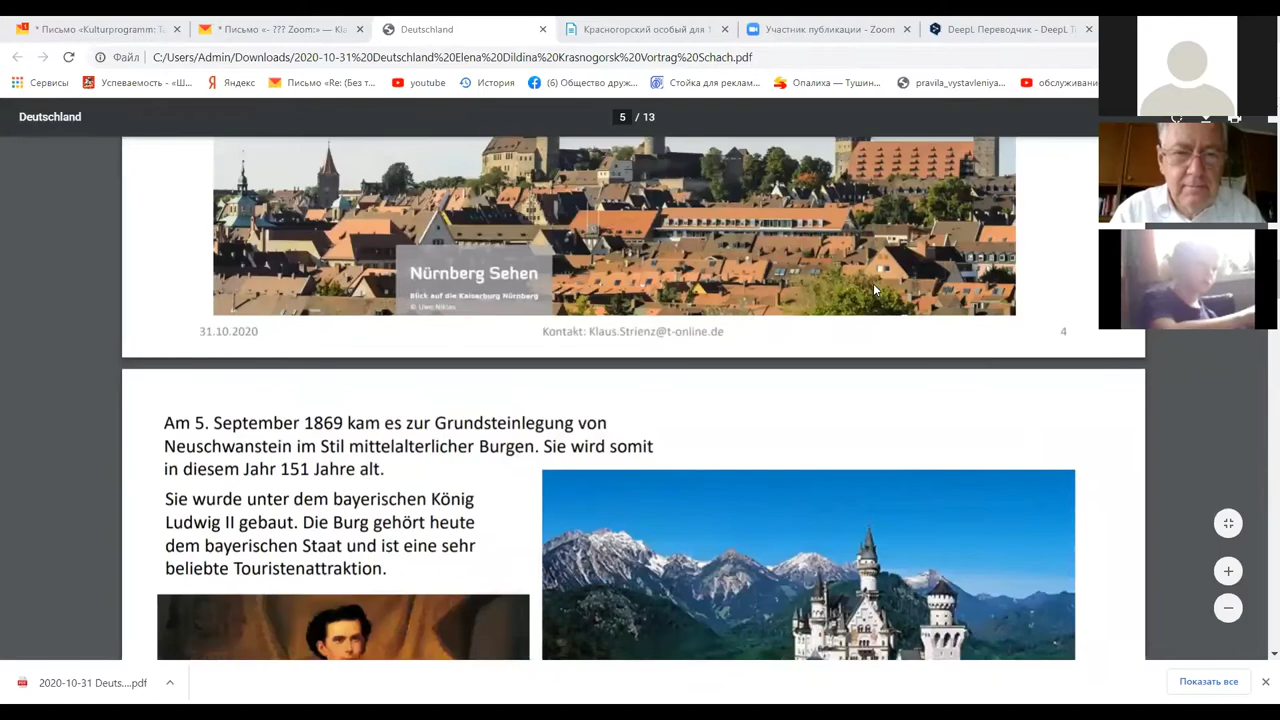 * Письмо «Kulturprogramm: Та
* Письмо «- ??? Zoom:» — Kla
Deutschland
Красногорский особый для 1
Участник публикации - Zoom
DeepL Переводчик – DeepL T
Файл
C:/Users/Admin/Downloads/2020-10-31%20Deutschland%20Elena%20Dildina%20Krasnogorsk%20Vortrag%20Schach.pdf
Сервисы
Успеваемость - «Ш...
Яндекс
Письмо «Re: (Без т...
youtube
История
(6) Общество друж...
Стойка для реклам...
Опалиха — Тушин...
pravila_vystavleniya...
обслуживани
Deutschland
5 / 13
Nürnberg Sehen
Blick auf die Kaiserburg Nürnberg
© Uwe Niklas
31.10.2020
Kontakt: Klaus.Strienz@t-online.de
4
Am 5. September 1869 kam es zur Grundsteinlegung von
Neuschwanstein im Stil mittelalterlicher Burgen. Sie wird somit
in diesem Jahr 151 Jahre alt.
Sie wurde unter dem bayerischen König
Ludwig II gebaut. Die Burg gehört heute
dem bayerischen Staat und ist eine sehr
beliebte Touristenattraktion.
2020-10-31 Deuts....pdf
Показать все